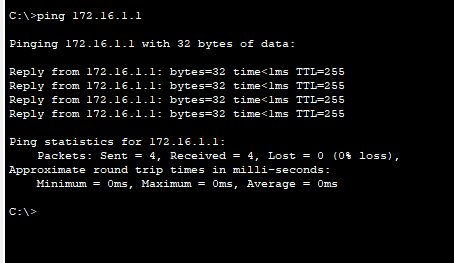 C:\>ping 172.16.1.1
Pinging 172.16.1.1 with 32 bytes of data:
Reply from 172.16.1.1: bytes=32 time<1ms TTL=255
Reply from 172.16.1.1: bytes=32 time<1ms TTL=255
Reply from 172.16.1.1: bytes=32 time<1ms TTL=255
Reply from 172.16.1.1: bytes=32 time<1ms TTL=255
Ping statistics for 172.16.1.1:
    Packets: Sent = 4, Received = 4, Lost = 0 (0% loss),
Approximate round trip times in milli-seconds:
    Minimum = 0ms, Maximum = 0ms, Average = 0ms
C:\>